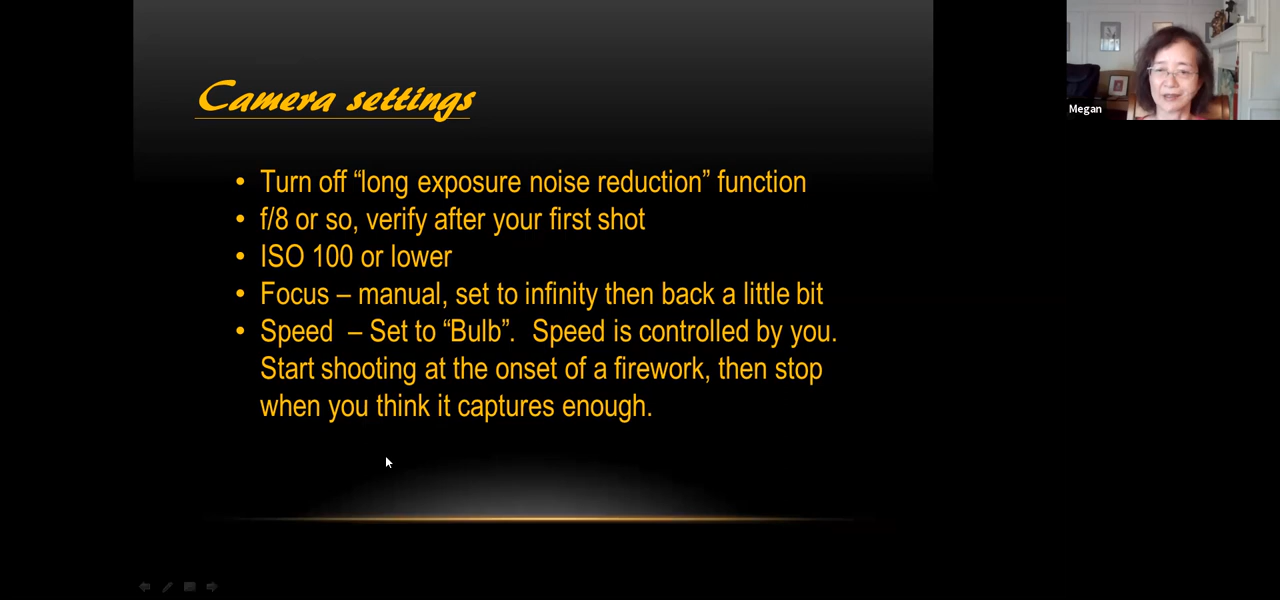 Camera settings
Megan
• Turn off “long exposure noise reduction” function
• f/8 or so, verify after your first shot
• ISO 100 or lower
• Focus – manual, set to infinity then back a little bit
• Speed – Set to “Bulb”. Speed is controlled by you.
Start shooting at the onset of a firework, then stop
when you think it captures enough.